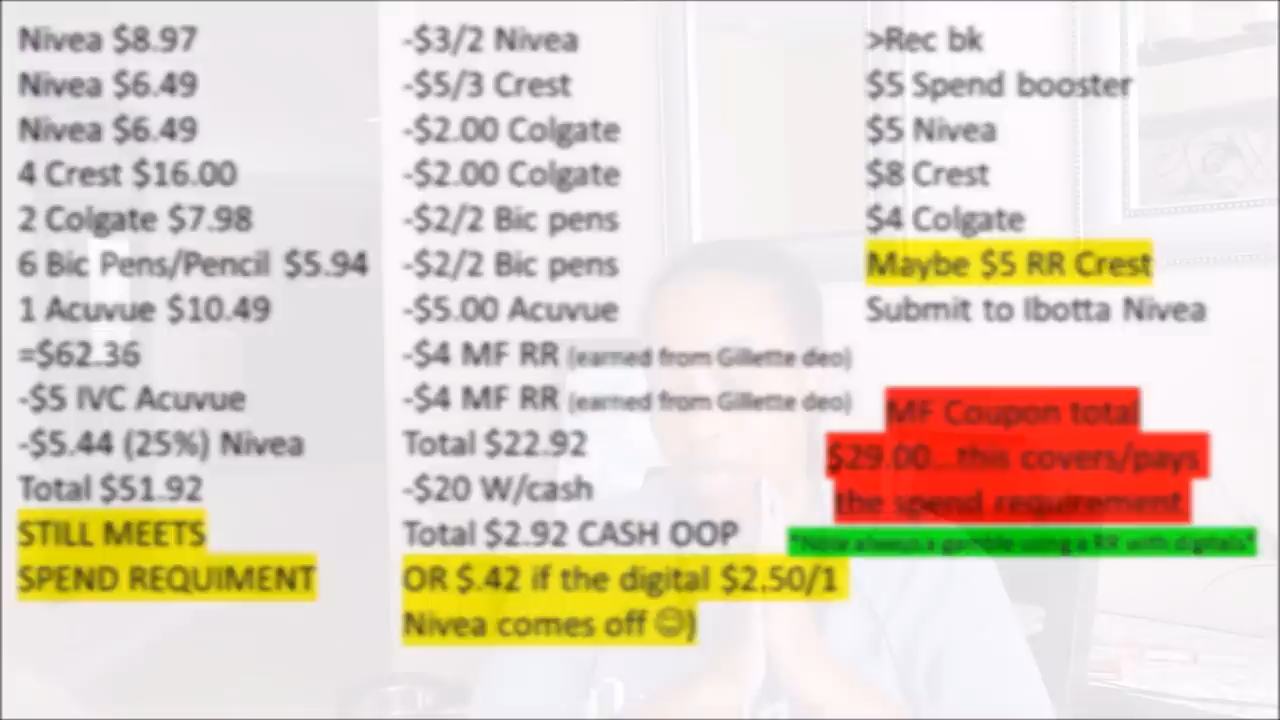 Nivea $8.97
Nivea $6.49
Nivea $6.49
4 Crest $16.00
2 Colgate $7.98
6 Bic Pens/Pencil $5.94
1 Acuvue $10.49
=$62.36
-$5 IVC Acuvue
-$5.44 (25%) Nivea
Total $51.92
STILL MEETS
SPEND REQUIMENT
-$3/2 Nivea
-$5/3 Crest
-$2.00 Colgate
-$2.00 Colgate
-$2/2 Bic pens
-$2/2 Bic pens
-$5.00 Acuvue
-$4 MF RR (earned from Gillette deo)
-$4 MF RR (earned from Gillette deo)
Total $22.92
-$20 W/cash
Total $2.92 CASH OOP
OR $.42 if the digital $2.50/1
Nivea comes off ☺)
>Rec bk
$5 Spend booster
$5 Nivea
$8 Crest
$4 Colgate
Maybe $5 RR Crest
Submit to Ibotta Nivea
MF Coupon total
$29.00...this covers/pays
the spend requirement
always a gamble using a RR with digitals*